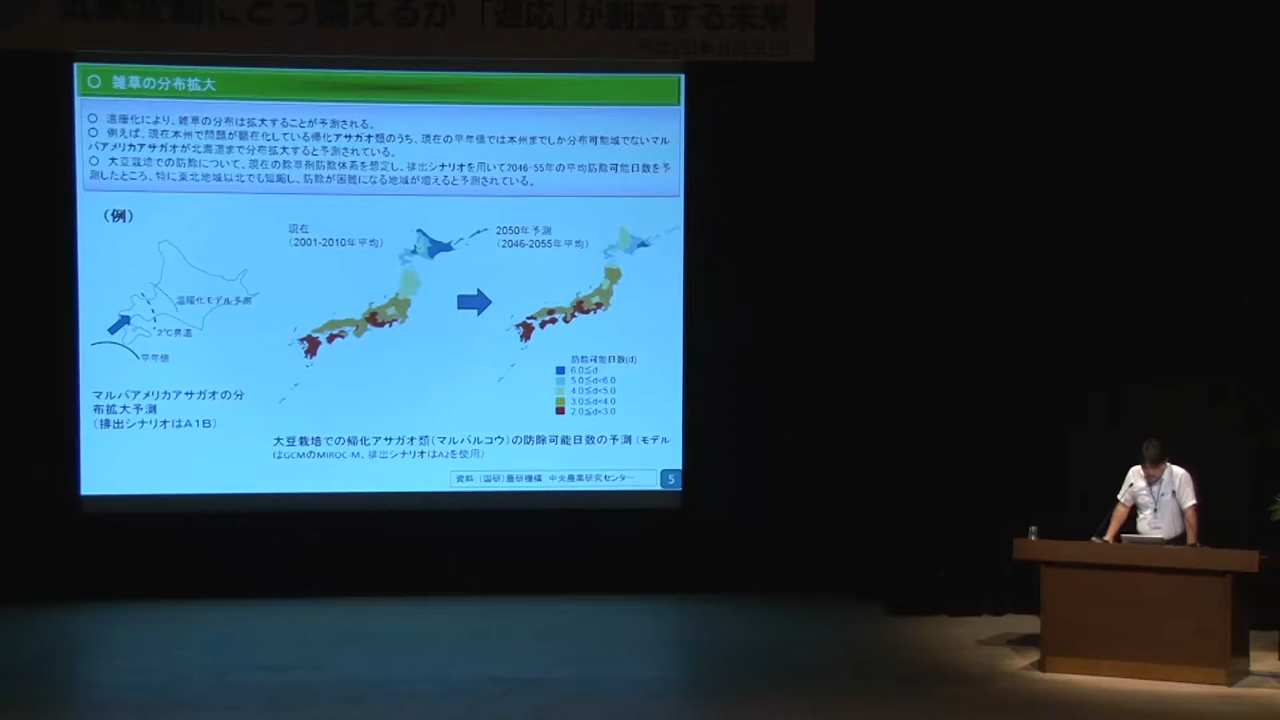 にどう備えるか 「適応」が創造する未来
○ 雑草の分布拡大
○ 温暖化により、雑草の分布は拡大することが予測される。
○ 例えば、現在本州で問題が顕在化している帰化アサガオ類のうち、現在の平年値では本州までしか分布可能域でないマル
バアメリカアサガオが北海道まで分布拡大すると予測されている。
○ 大豆栽培での防除について、現在の除草剤防除体系を想定し、排出シナリオを用いて2046-55年の平均防除可能日数を予
測したところ、特に東北地域以北でも短縮し、防除が困難になる地域が増えると予測されている。
（例）
温暖化モデル予測
2℃昇温
平年値
マルバアメリカアサガオの分
布拡大予測
（排出シナリオはA1B）
現在
（2001-2010年平均）
2050年予測
（2046-2055年平均）
防除可能日数(d)
6.0≦d
5.0≦d<6.0
4.0≦d<5.0
3.0≦d<4.0
2.0≦d<3.0
大豆栽培での帰化アサガオ類（マルバルコウ）の防除可能日数の予測（モデル
はGCMのMIROC-M、排出シナリオはA2を使用）
資料：（国研）農研機構 中央農業研究センター
5